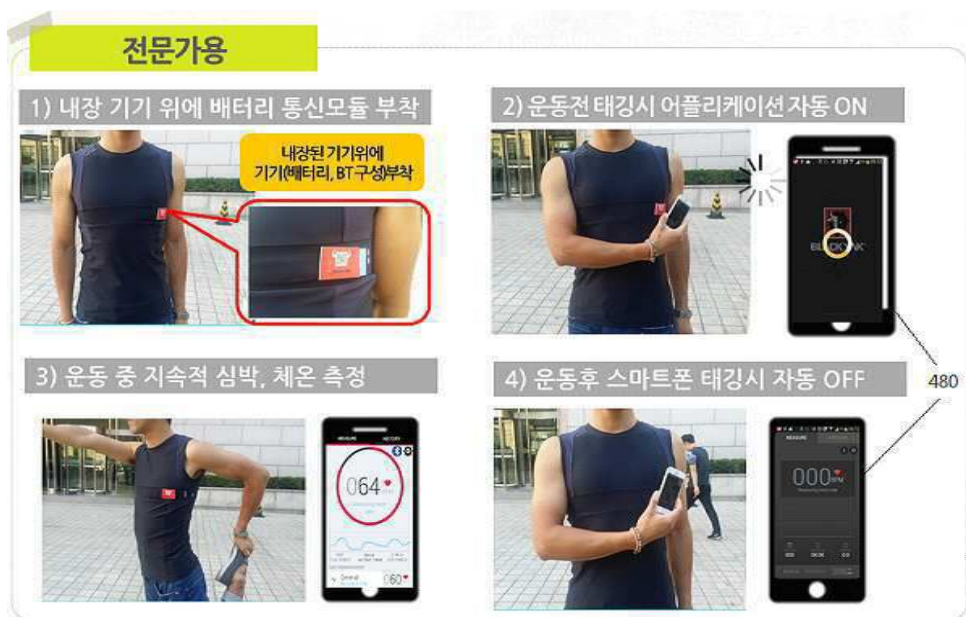 전문가용
1) 내장 기기 위에 배터리 통신모듈 부착
내장된 기기위에
기기(배터리, BT구성)부착
2) 운동전 태깅시 어플리케이션 자동 ON
3) 운동 중 지속적 심박, 체온 측정
MEASURE HISTORY
064
General
060
4) 운동후 스마트폰 태깅시 자동 OFF
MEASURE
000 BPM
480